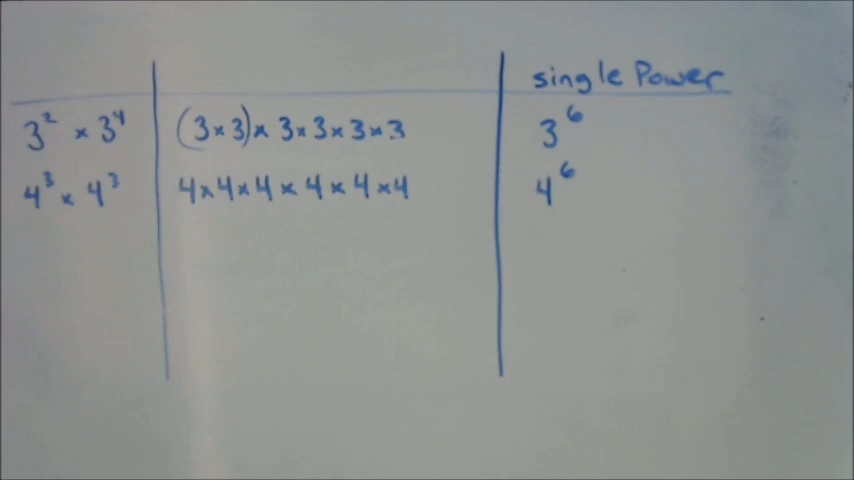 single Power
3² × 3⁴ (3×3)× 3×3×3×3 3⁶
4³ × 4³ 4×4×4 × 4×4×4 4⁶